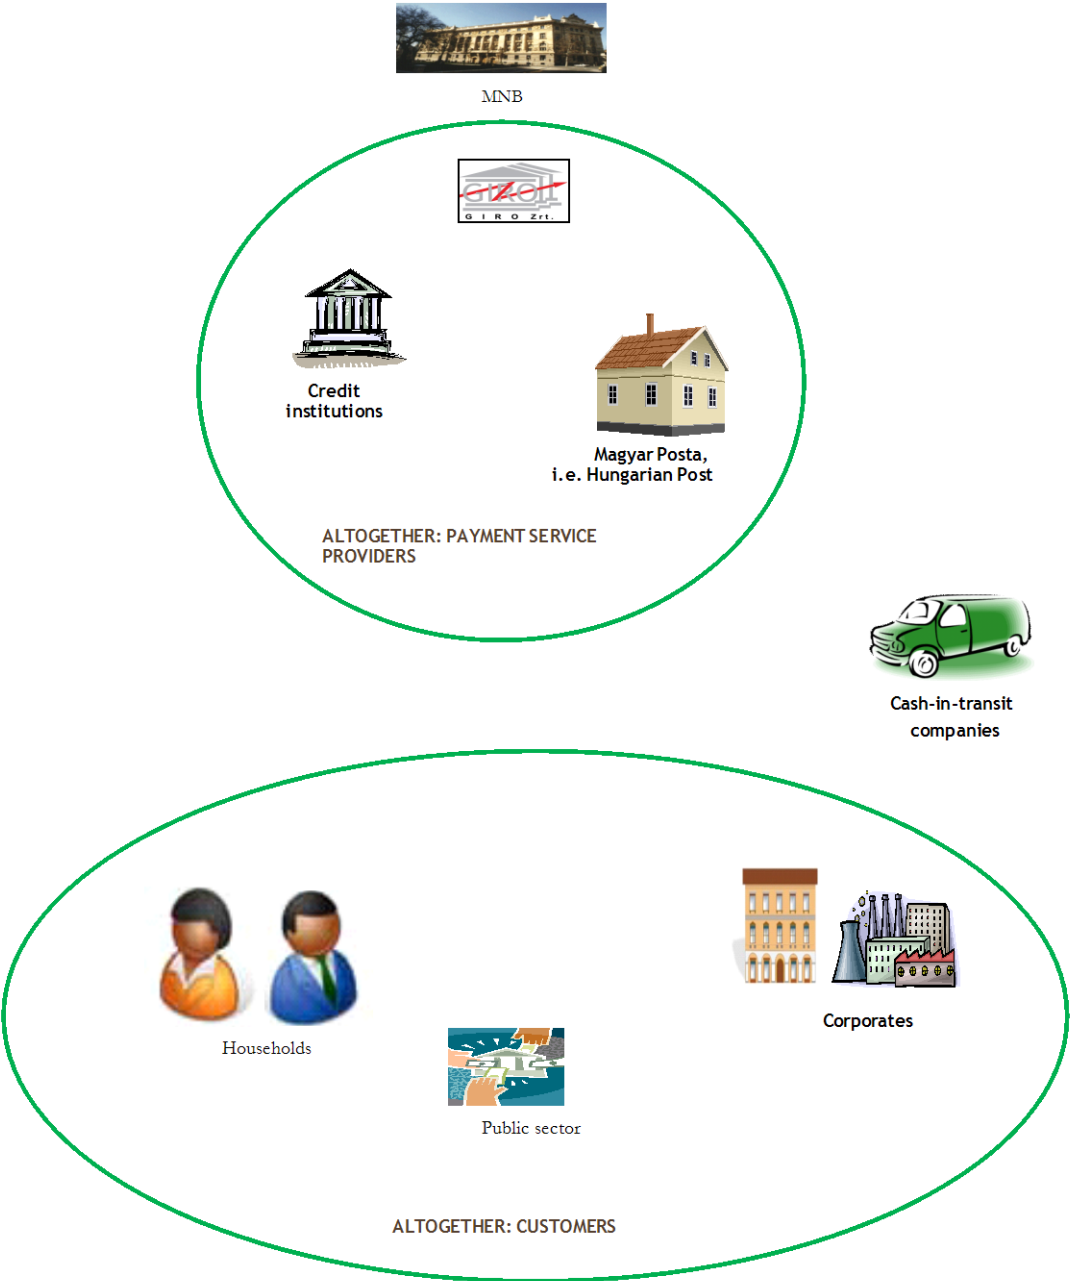 MNB
GIRO
GIRO Zrt.
Credit
institutions
Magyar Posta,
i.e. Hungarian Post
ALTOGETHER: PAYMENT SERVICE
PROVIDERS
Cash-in-transit
companies
Corporates
Households
Public sector
ALTOGETHER: CUSTOMERS